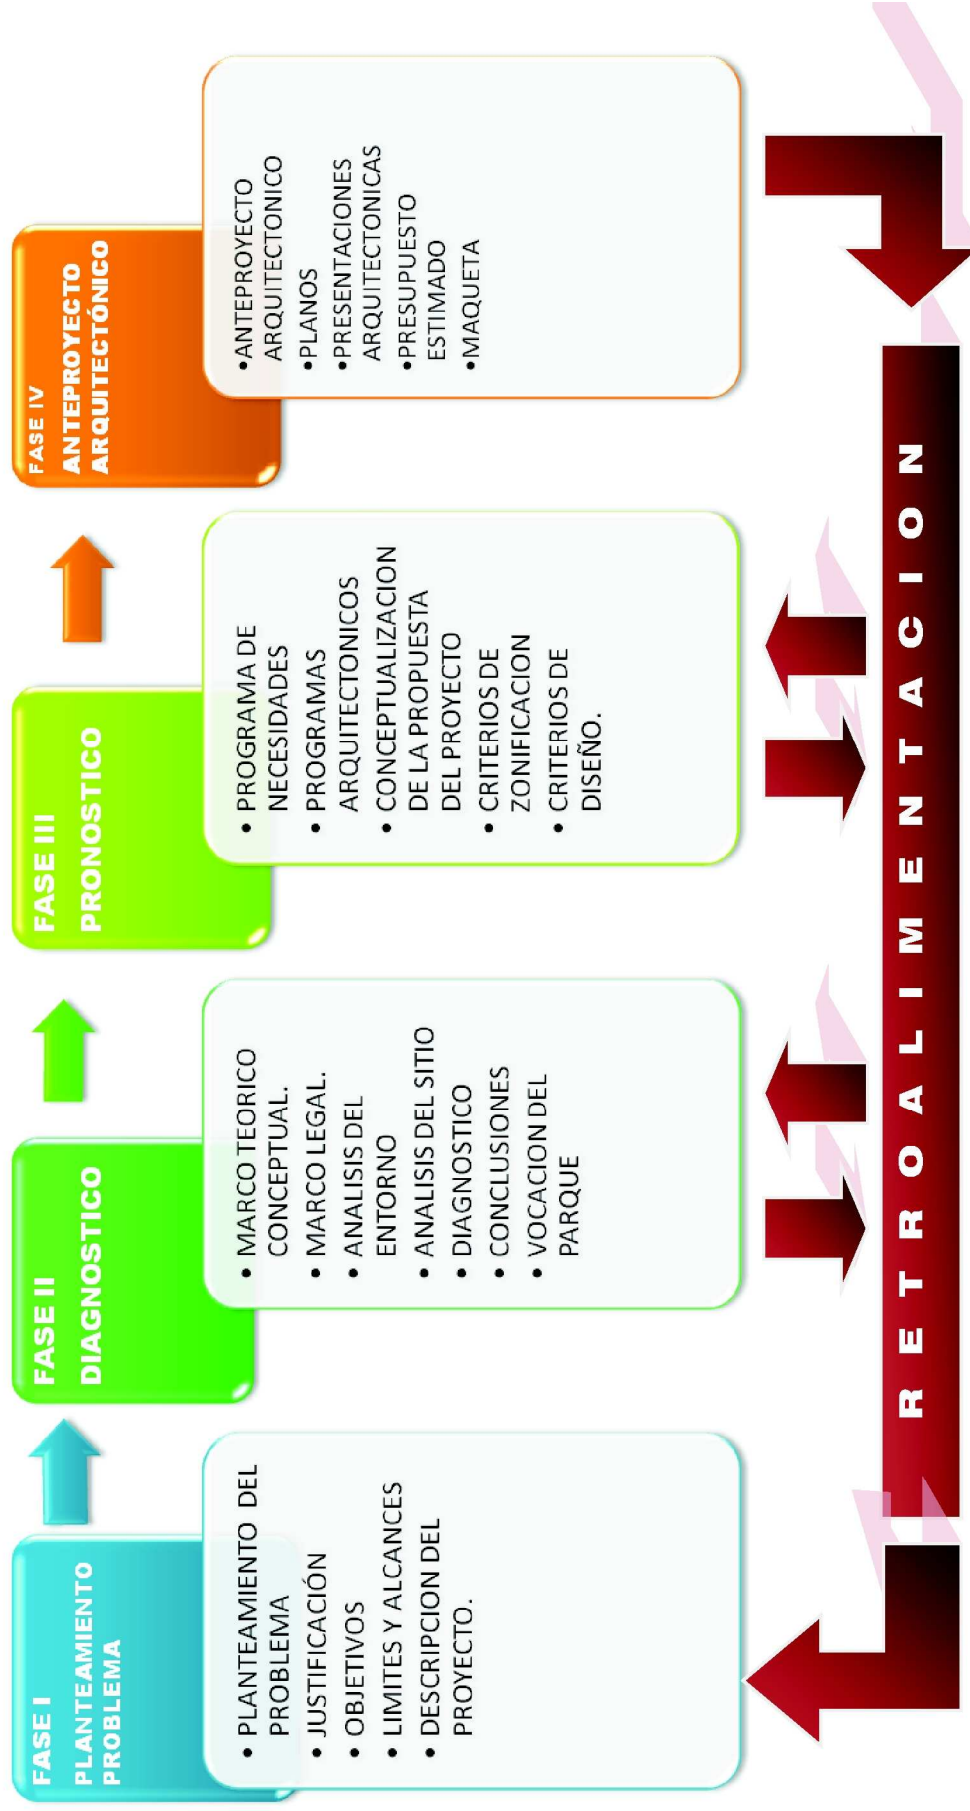 FASE I
PLANTEAMIENTO
PROBLEMA
• PLANTEAMIENTO DEL
PROBLEMA
• JUSTIFICACIÓN
• OBJETIVOS
• LIMITES Y ALCANCES
• DESCRIPCION DEL
PROYECTO.
FASE II
DIAGNOSTICO
• MARCO TEORICO
CONCEPTUAL.
• MARCO LEGAL.
• ANALISIS DEL
ENTORNO
• ANALISIS DEL SITIO
• DIAGNOSTICO
• CONCLUSIONES
• VOCACION DEL
PARQUE
FASE III
PRONOSTICO
• PROGRAMA DE
NECESIDADES
• PROGRAMAS
ARQUITECTONICOS
• CONCEPTUALIZACION
DE LA PROPUESTA
DEL PROYECTO
• CRITERIOS DE
ZONIFICACION
• CRITERIOS DE
DISEÑO.
FASE IV
ANTEPROYECTO
ARQUITECTÓNICO
•ANTEPROYECTO
ARQUITECTONICO
•PLANOS
•PRESENTACIONES
ARQUITECTONICAS
•PRESUPUESTO
ESTIMADO
•MAQUETA
RETROALIMENTACION